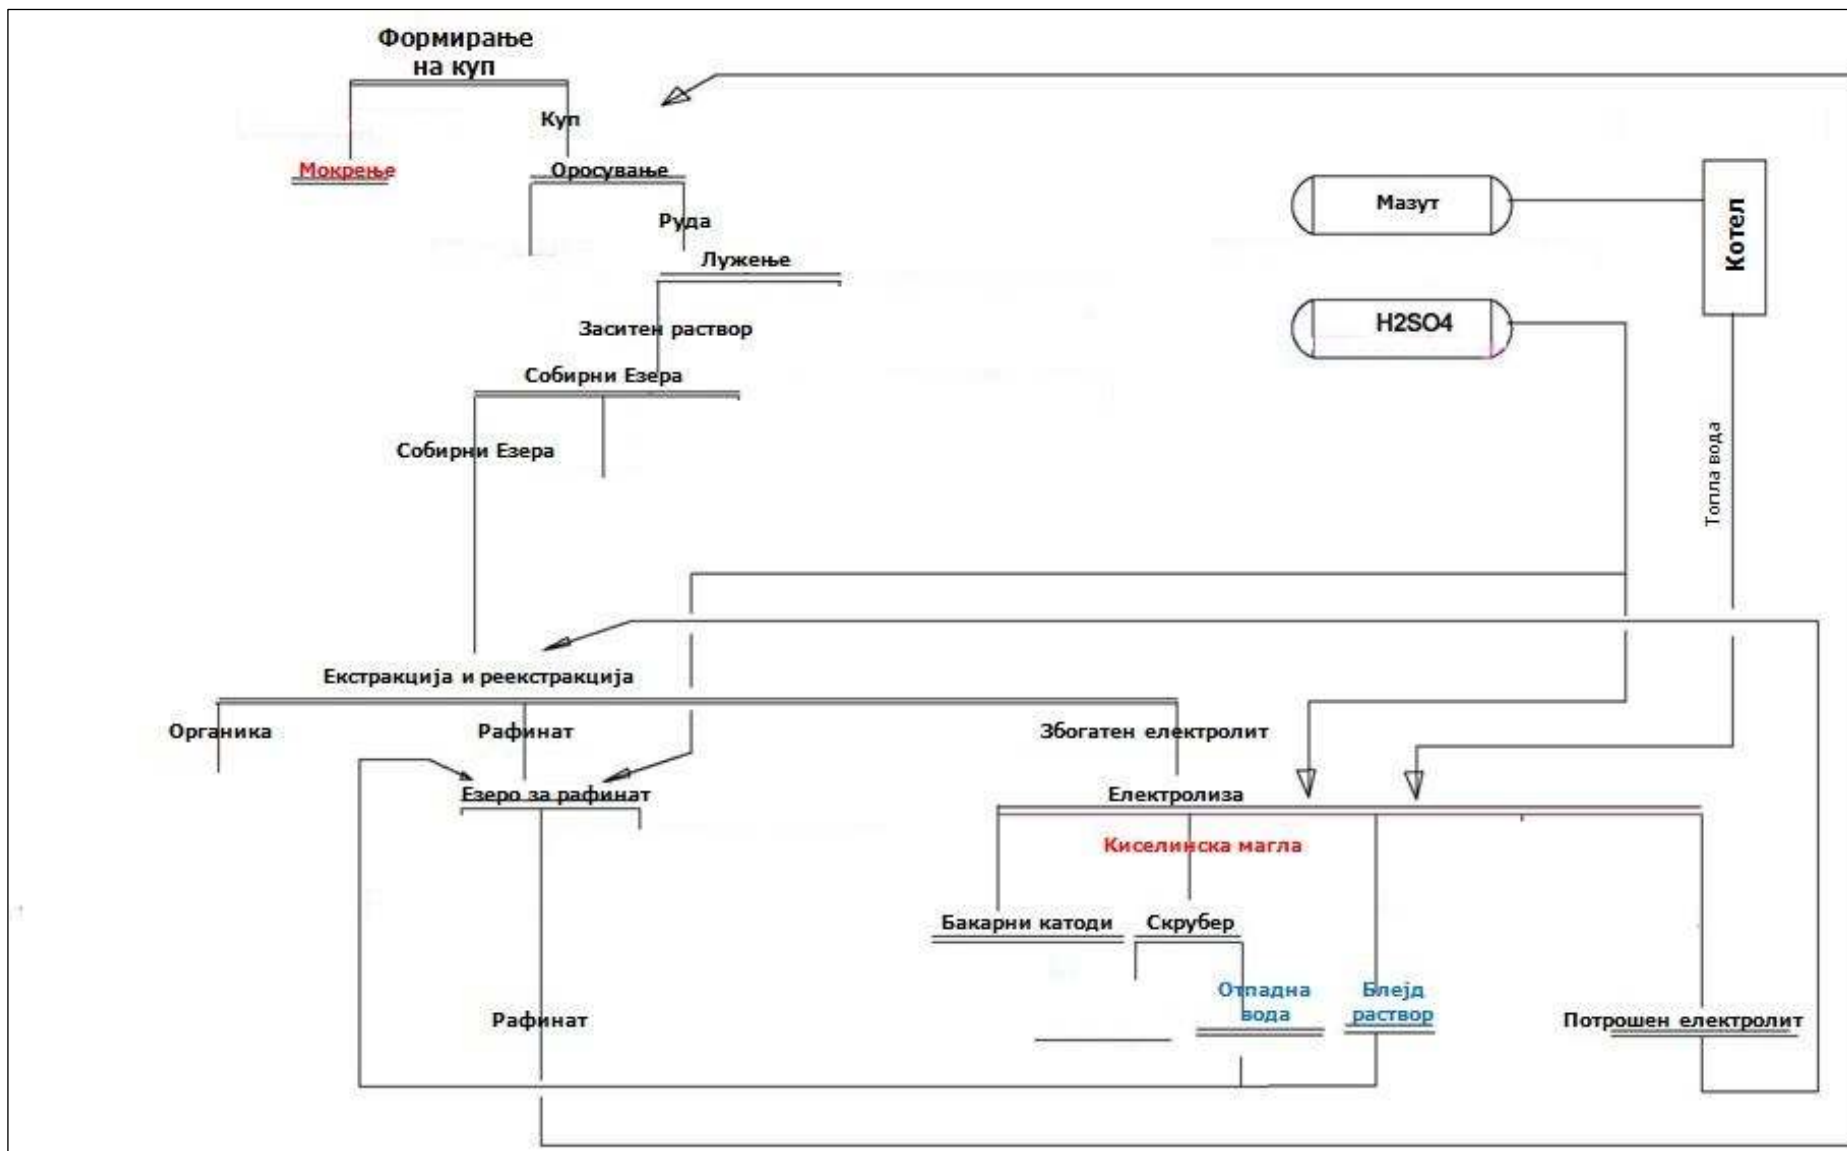 Формирање
на куп
Куп
Мокрење
Оросување
Руда
Лужење
Заситен раствор
Собирни Езера
Собирни Езера
Мазут
H2SO4
Котел
Топла вода
Екстракција и реекстракција
Органика
Рафинат
Збогатен електролит
Езеро за рафинат
Електролиза
Киселинска магла
Бакарни катоди
Скрубер
Отпадна
вода
Блејд
раствор
Рафинат
Потрошен електролит